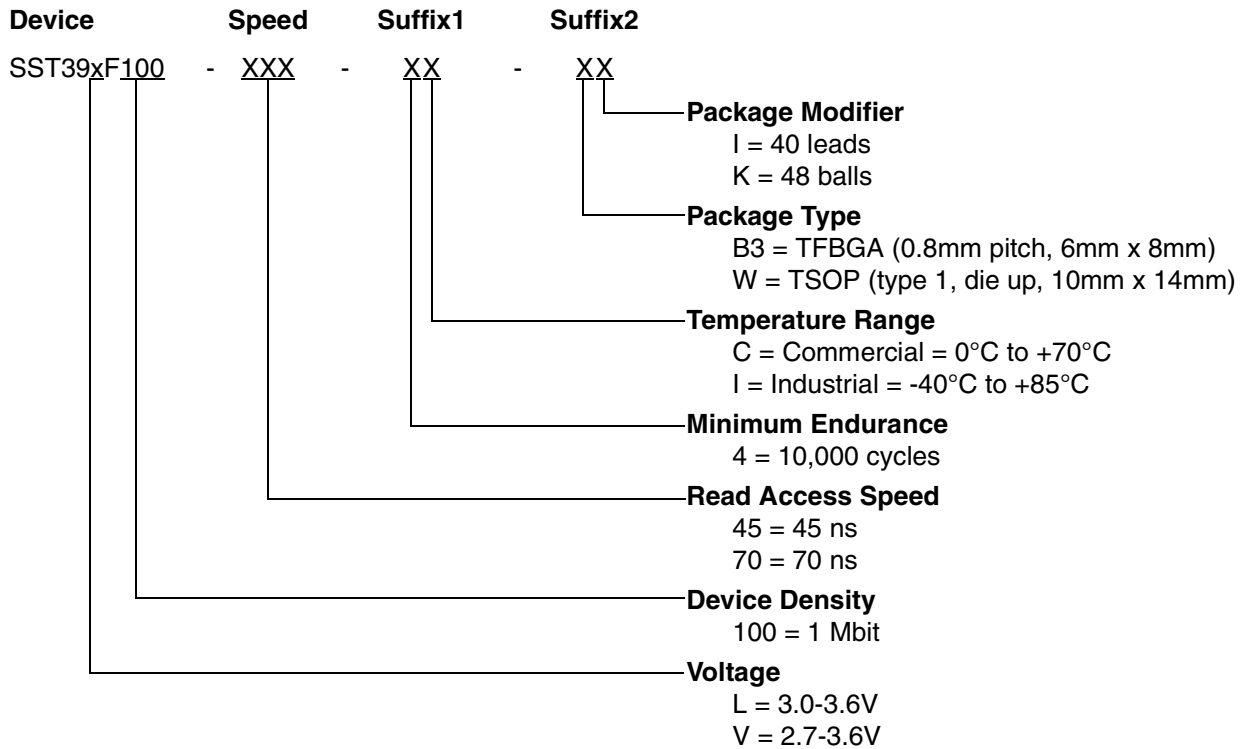 Device Speed Suffix1 Suffix2
SST39xF100 - XXX - XX - XX
Package Modifier
I = 40 leads
K = 48 balls
Package Type
B3 = TFBGA (0.8mm pitch, 6mm x 8mm)
W = TSOP (type 1, die up, 10mm x 14mm)
Temperature Range
C = Commercial = 0°C to +70°C
I = Industrial = -40°C to +85°C
Minimum Endurance
4 = 10,000 cycles
Read Access Speed
45 = 45 ns
70 = 70 ns
Device Density
100 = 1 Mbit
Voltage
L = 3.0-3.6V
V = 2.7-3.6V